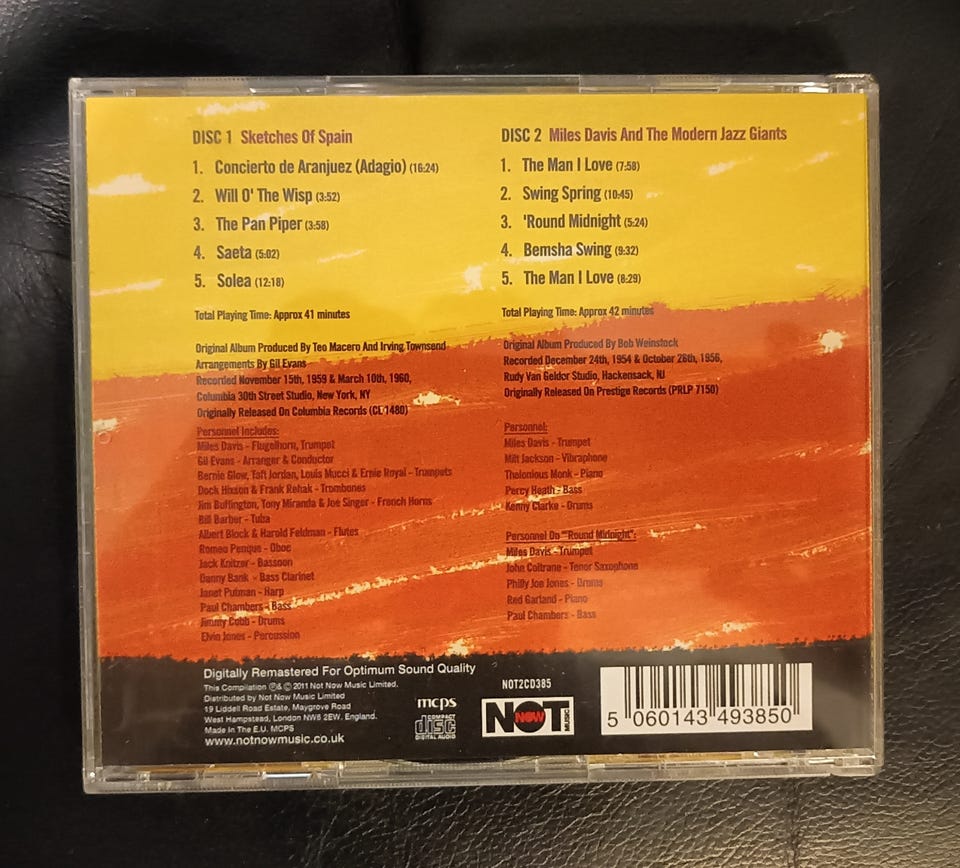 DISC 1 Sketches Of Spain
1. Concierto de Aranjuez (Adagio) (16:24)
2. Will O' The Wisp (3:52)
3. The Pan Piper (3:58)
4. Saeta (5:02)
5. Solea (12:18)
Total Playing Time: Approx 41 minutes
Original Album Produced By Teo Macero And Irving Townsend
Arrangements By Gil Evans
Recorded November 15th, 1959 & March 10th, 1960,
Columbia 30th Street Studio, New York, NY
Originally Released On Columbia Records (CL 1480)
Personnel Includes:
Miles Davis - Flugelhorn, Trumpet
Gil Evans - Arranger & Conductor
Bernie Glow, Taft Jordan, Louis Mucci & Ernie Royal - Trumpets
Dock Hixson & Frank Rehak - Trombones
Jim Buffington, Tony Miranda & Joe Singer - French Horns
Bill Barber - Tuba
Albert Block & Harold Feldman - Flutes
Romeo Penque - Oboe
Jack Knitzer - Bassoon
Danny Bank - Bass Clarinet
Janet Putman - Harp
Paul Chambers - Bass
Jimmy Cobb - Drums
Elvin Jones - Percussion
DISC 2 Miles Davis And The Modern Jazz Giants
1. The Man I Love (7:58)
2. Swing Spring (10:45)
3. 'Round Midnight (5:24)
4. Bemsha Swing (9:32)
5. The Man I Love (8:29)
Total Playing Time: Approx 42 minutes
Original Album Produced By Bob Weinstock
Recorded December 24th, 1954 & October 26th, 1956,
Rudy Van Gelder Studio, Hackensack, NJ
Originally Released On Prestige Records (PRLP 7150)
Personnel:
Miles Davis - Trumpet
Milt Jackson - Vibraphone
Thelonious Monk - Piano
Percy Heath - Bass
Kenny Clarke - Drums
Personnel On "'Round Midnight":
Miles Davis - Trumpet
John Coltrane - Tenor Saxophone
Philly Joe Jones - Drums
Red Garland - Piano
Paul Chambers - Bass
Digitally Remastered For Optimum Sound Quality
This Compilation ℗& © 2011 Not Now Music Limited.
Distributed by Not Now Music Limited
19 Liddell Road Estate, Maygrove Road
West Hampstead, London NW6 2EW. England.
Made In The E.U. MCPS
www.notnowmusic.co.uk
mcps
COMPACT
disc
DIGITAL AUDIO
NOT2CD385
NOT NOW MUSIC
5 060143 493850